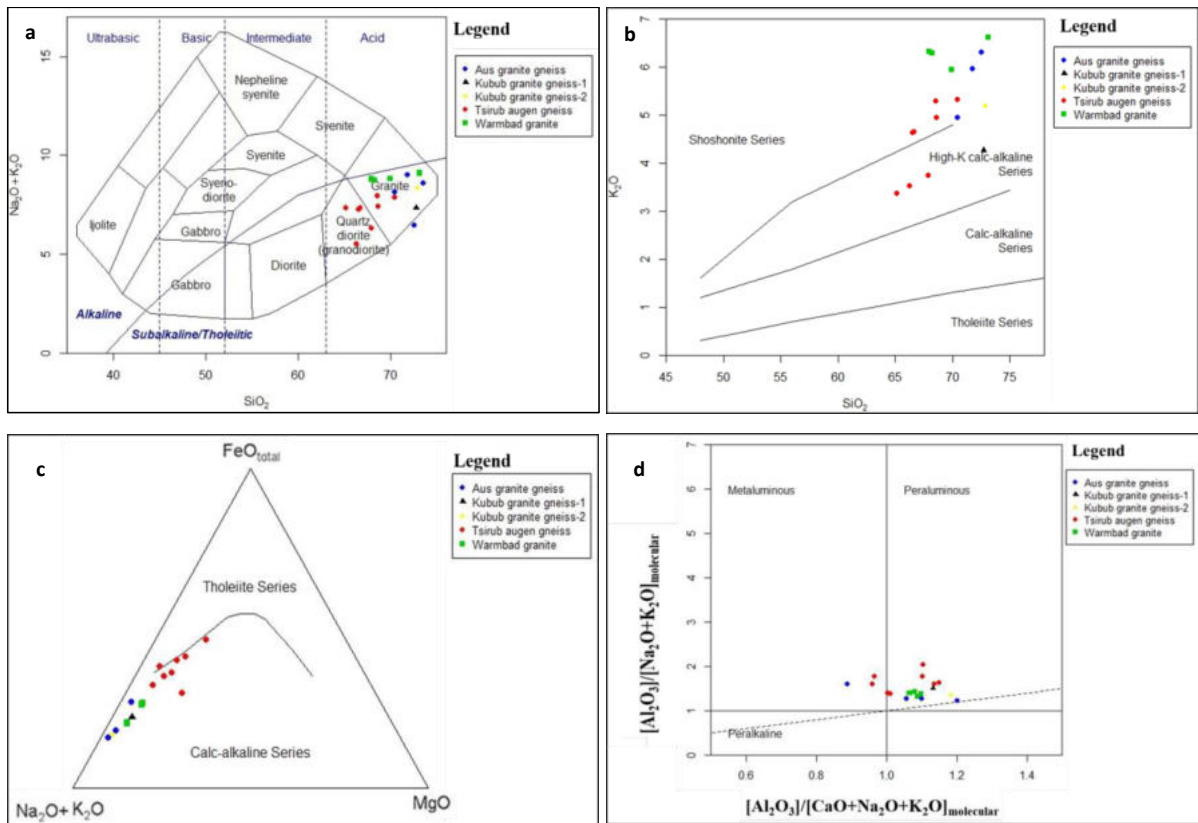 a
Ultrabasic
Basic
Intermediate
Acid
Nepheline
syenite
Syenite
Syenite
Syeno-
diorite
Ijolite
Gabbro
Gabbro
Diorite
Granite
Quartz
diorite
(granodiorite)
Alkaline
Subalkaline/Tholeiitic
Na2O + K2O
0
5
10
15
40
50
60
70
SiO2
Legend
Aus granite gneiss
Kubub granite gneiss-1
Kubub granite gneiss-2
Tsirub augen gneiss
Warmbad granite
b
Shoshonite Series
High-K calc-alkaline
Series
Calc-alkaline
Series
Tholeiite Series
K2O
0
1
2
3
4
5
6
7
45
50
55
60
65
70
75
SiO2
Legend
Aus granite gneiss
Kubub granite gneiss-1
Kubub granite gneiss-2
Tsirub augen gneiss
Warmbad granite
c
FeOtotal
Tholeiite Series
Calc-alkaline Series
Na2O+ K2O
MgO
Legend
Aus granite gneiss
Kubub granite gneiss-1
Kubub granite gneiss-2
Tsirub augen gneiss
Warmbad granite
d
Metaluminous
Peraluminous
Peralkaline
[Al2O3]/[Na2O+K2O]molecular
0
1
2
3
4
5
6
7
0.6
0.8
1.0
1.2
1.4
[Al2O3]/[CaO+Na2O+K2O]molecular
Legend
Aus granite gneiss
Kubub granite gneiss-1
Kubub granite gneiss-2
Tsirub augen gneiss
Warmbad granite